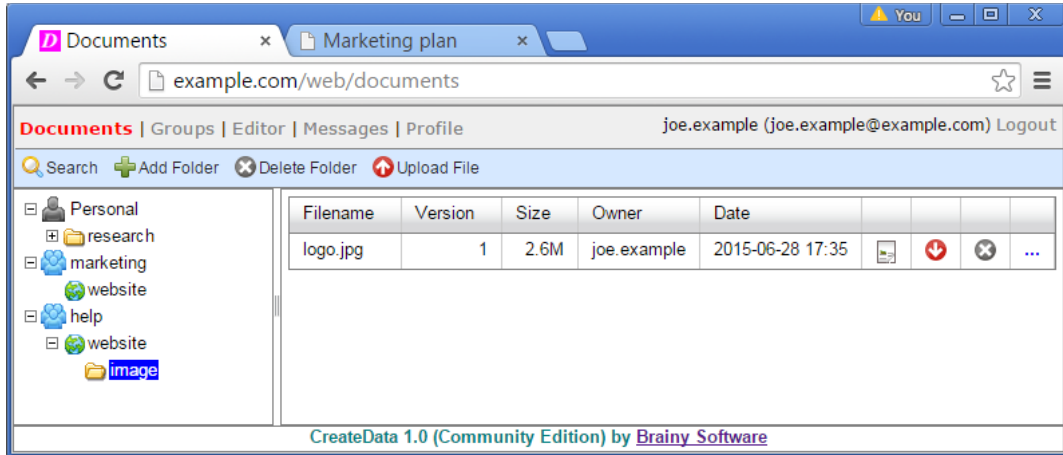 You
D Documents × Marketing plan ×
example.com/web/documents
Documents | Groups | Editor | Messages | Profile joe.example (joe.example@example.com) Logout
Search Add Folder Delete Folder Upload File
Personal
research
marketing
website
help
website
image
Filename Version Size Owner Date
logo.jpg 1 2.6M joe.example 2015-06-28 17:35 ...
CreateData 1.0 (Community Edition) by Brainy Software